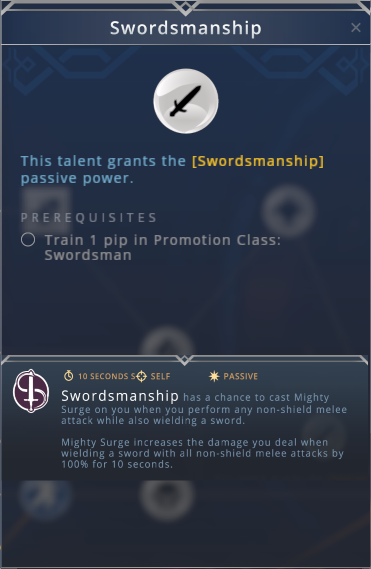 Swordsmanship
This talent grants the [Swordsmanship]
passive power.
PREREQUISITES
Train 1 pip in Promotion Class:
Swordsman
10 SECONDS S SELF PASSIVE
Swordsmanship has a chance to cast Mighty
Surge on you when you perform any non-shield melee
attack while also wielding a sword.
Mighty Surge increases the damage you deal when
wielding a sword with all non-shield melee attacks by
100% for 10 seconds.